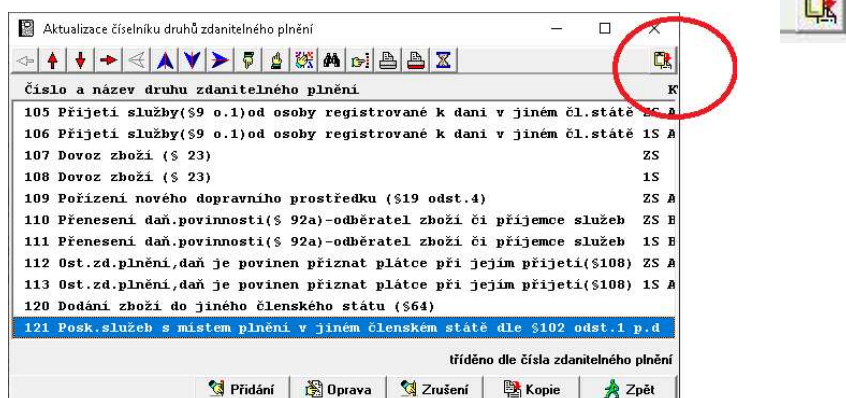 Aktualizace číselníku druhů zdanitelného plnění
Číslo a název druhu zdanitelného plnění K
105 Přijetí služby(§9 o.1)od osoby registrované k dani v jiném čl.státě ZS A
106 Přijetí služby(§9 o.1)od osoby registrované k dani v jiném čl.státě 1S A
107 Dovoz zboží (§ 23) ZS
108 Dovoz zboží (§ 23) 1S
109 Pořízení nového dopravního prostředku (§19 odst.4) ZS A
110 Přenesení daň.povinnosti(§ 92a)-odběratel zboží či příjemce služeb ZS B
111 Přenesení daň.povinnosti(§ 92a)-odběratel zboží či příjemce služeb 1S B
112 Ost.zd.plnění,daň je povinen přiznat plátce při jejím přijetí(§108) ZS A
113 Ost.zd.plnění,daň je povinen přiznat plátce při jejím přijetí(§108) 1S A
120 Dodání zboží do jiného členského státu (§64)
121 Posk.služeb s místem plnění v jiném členském státě dle §102 odst.1 p.d
tříděno dle čísla zdanitelného plnění
Přidání Oprava Zrušení Kopie Zpět